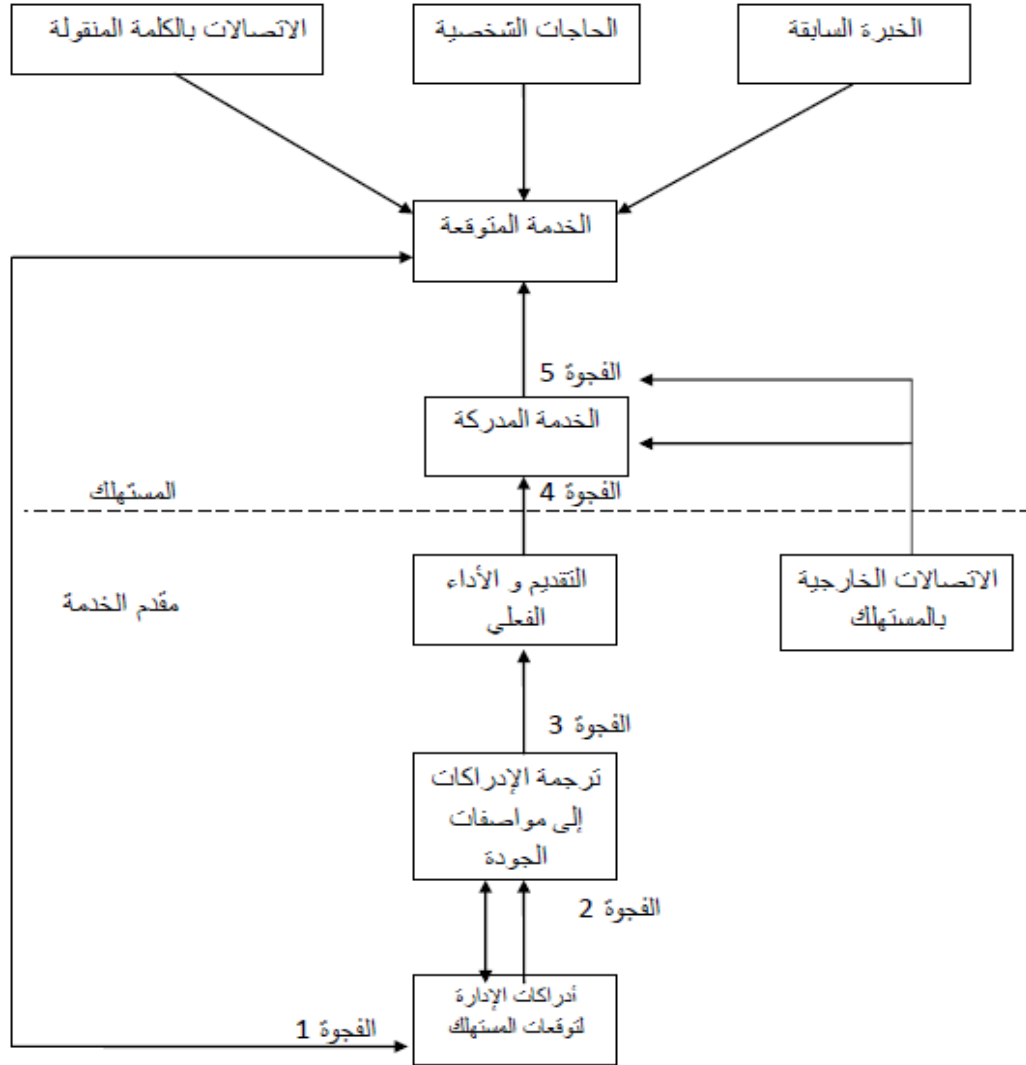 الخبرة السابقة
الحاجات الشخصية
الاتصالات بالكلمة المنقولة
الخدمة المتوقعة
الفجوة 5
الخدمة المدركة
الفجوة 4
المستهلك
التقديم و الأداء
الفعلي
الاتصالات الخارجية
بالمستهلك
مقدم الخدمة
الفجوة 3
ترجمة الإدراكات
إلى مواصفات
الجودة
الفجوة 2
أدراكات الإدارة
لتوقعات المستهلك
الفجوة 1